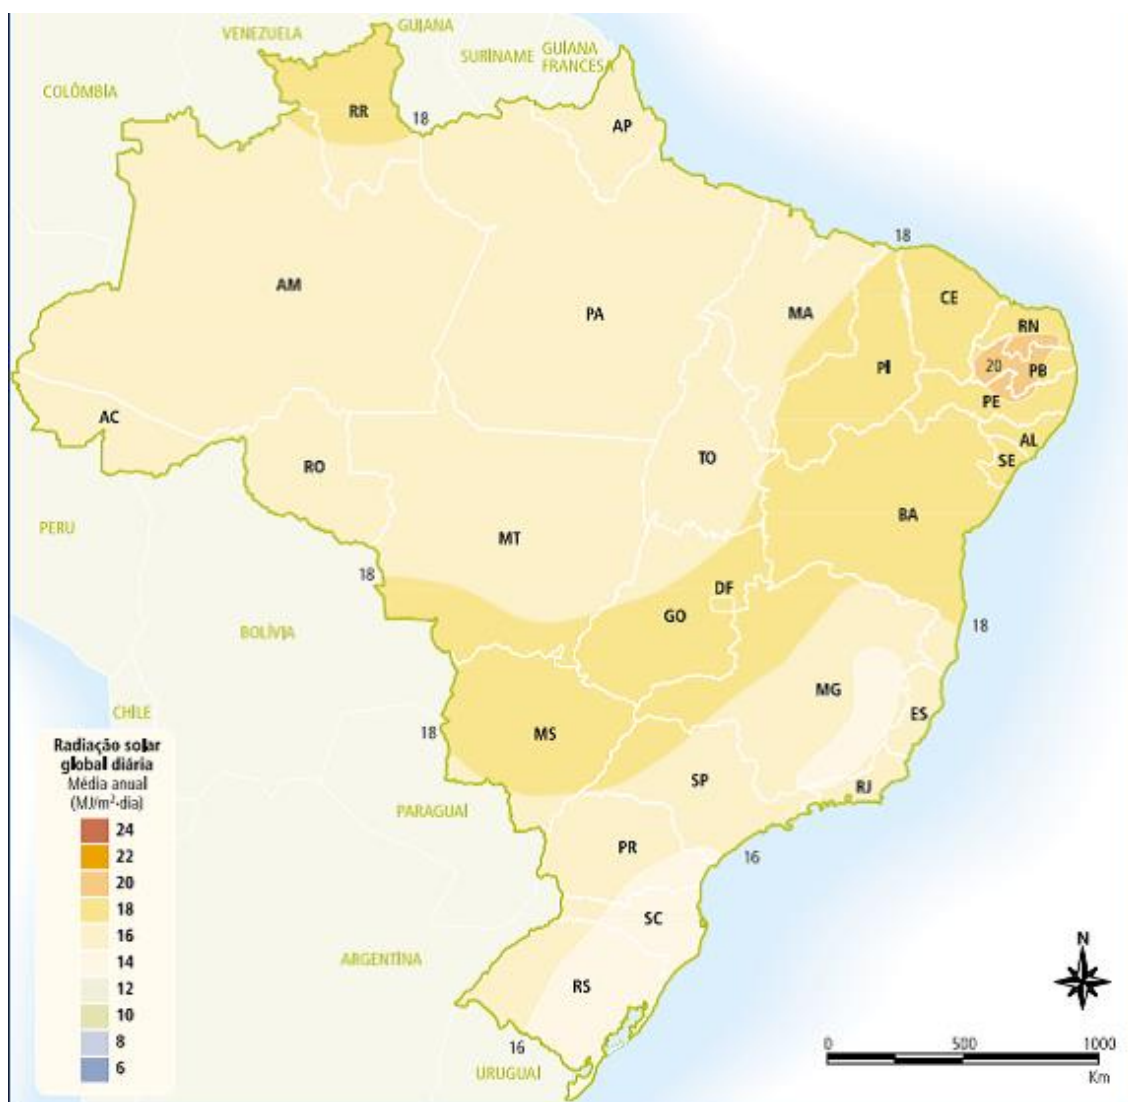 VENEZUELA
GUIANA
SURINAME
GUIANA
FRANCESA
COLÔMBIA
RR
18
AP
18
AM
PA
MA
CE
RN
PI
20
PB
PE
AC
AL
TO
SE
RO
BA
PERU
MT
18
DF
GO
BOLÍVIA
18
MG
CHILE
ES
18
MS
SP
RJ
PARAGUAI
PR
16
SC
ARGENTINA
RS
16
URUGUAI
Radiação solar
global diária
Média anual
(MJ/m²·dia)
24
22
20
18
16
14
12
10
8
6
N
0 500 1000
Km